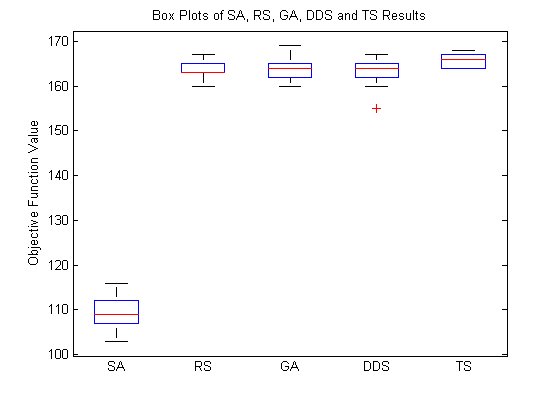 Box Plots of SA, RS, GA, DDS and TS Results
Objective Function Value
170
160
150
140
130
120
110
100
SA RS GA DDS TS